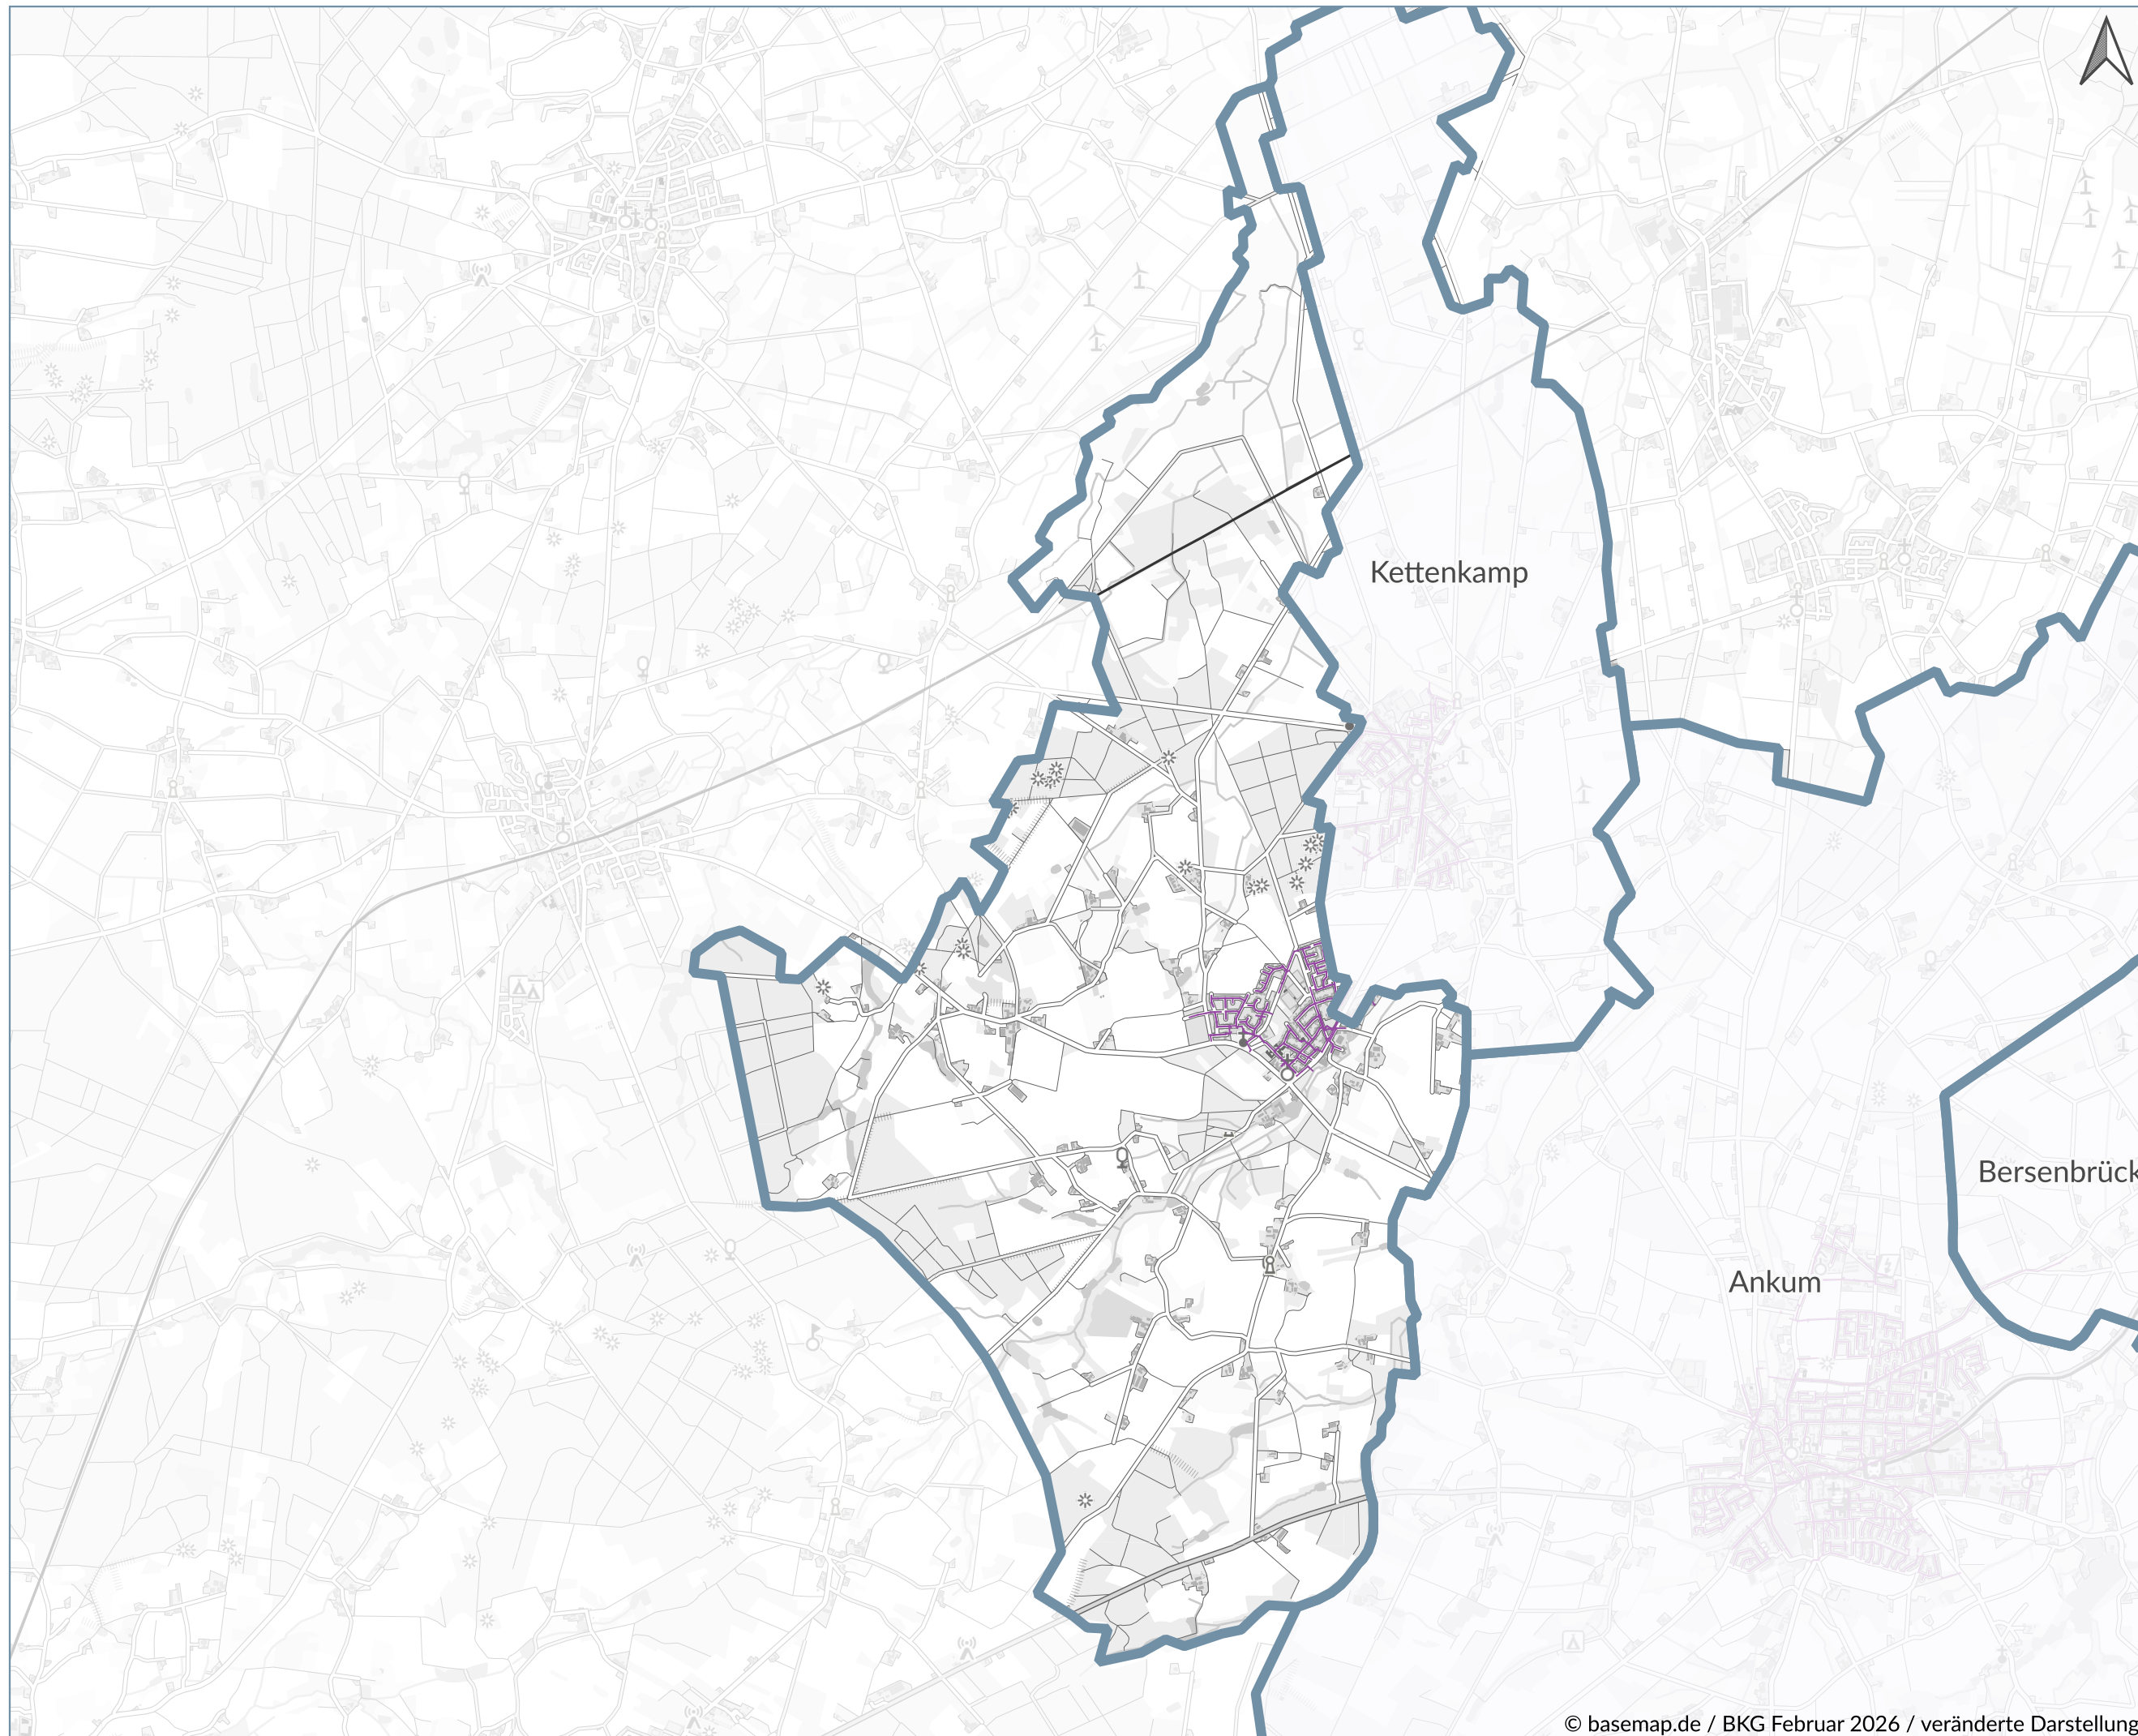 Kettenkamp
Bersenbrück
Ankum
© basemap.de / BKG Februar 2026 / veränderte Darstellung